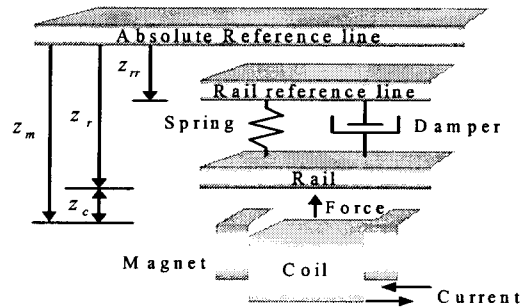 Absolute Reference line
z_rr
Rail reference line
z_m
z_r
Spring
Damper
Rail
z_c
Force
Magnet
Coil
Current